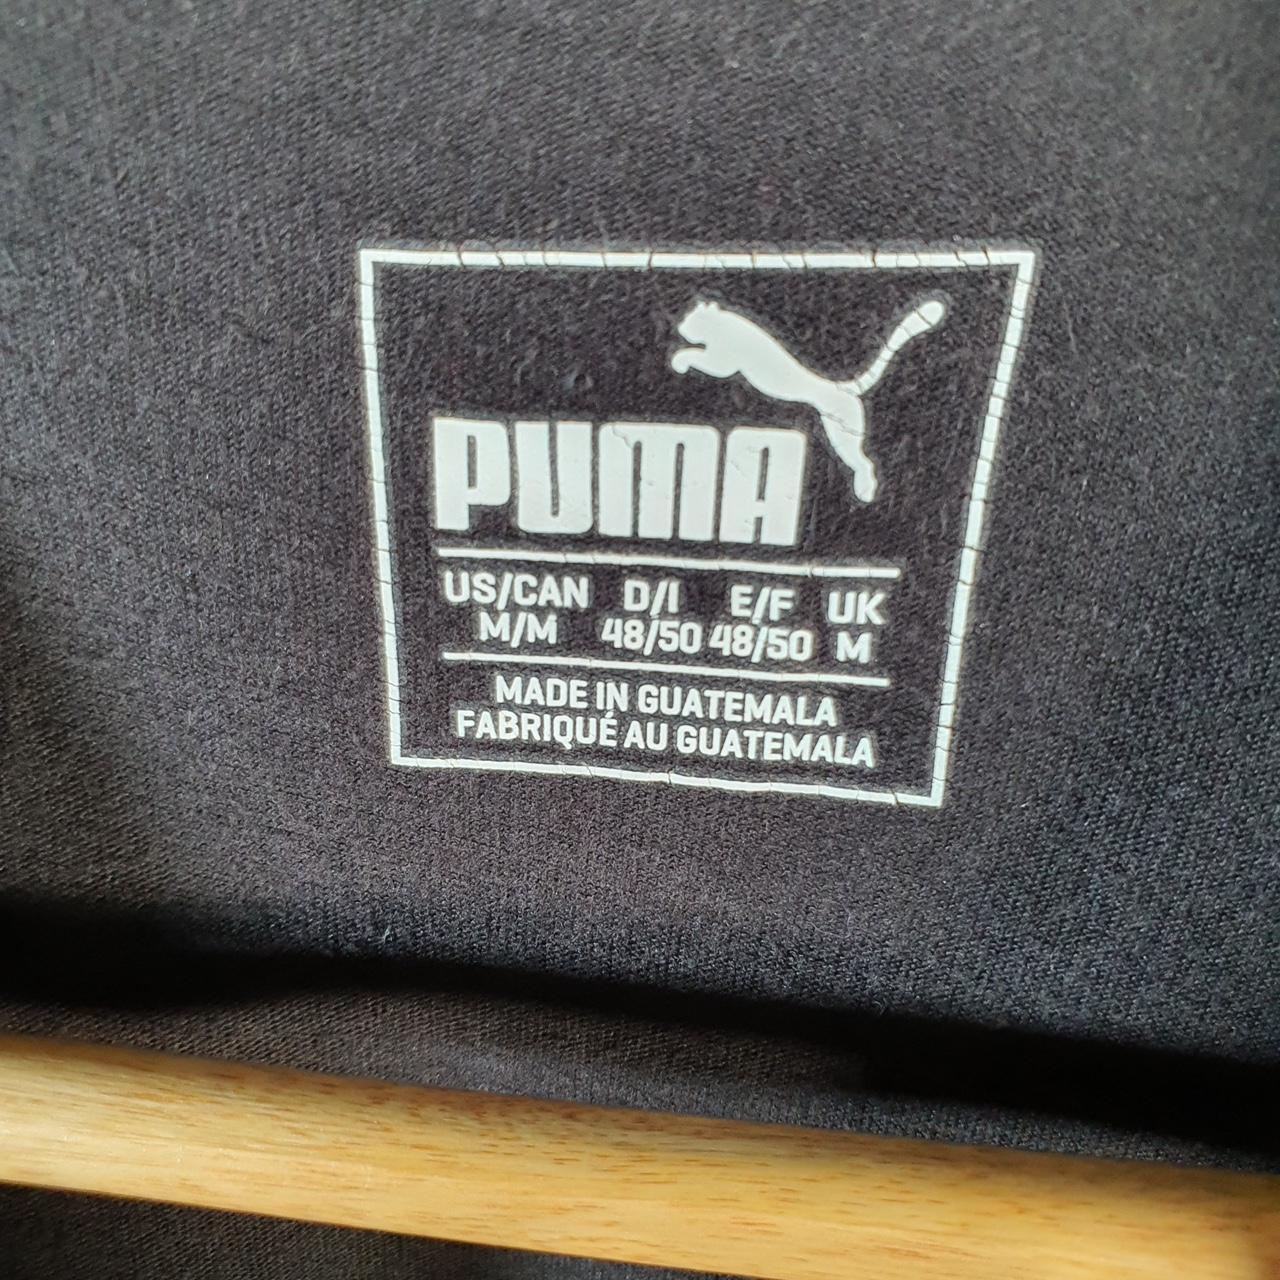 PUMA
US/CAN D/I E/F UK
M/M 48/50 48/50 M
MADE IN GUATEMALA
FABRIQUÉ AU GUATEMALA